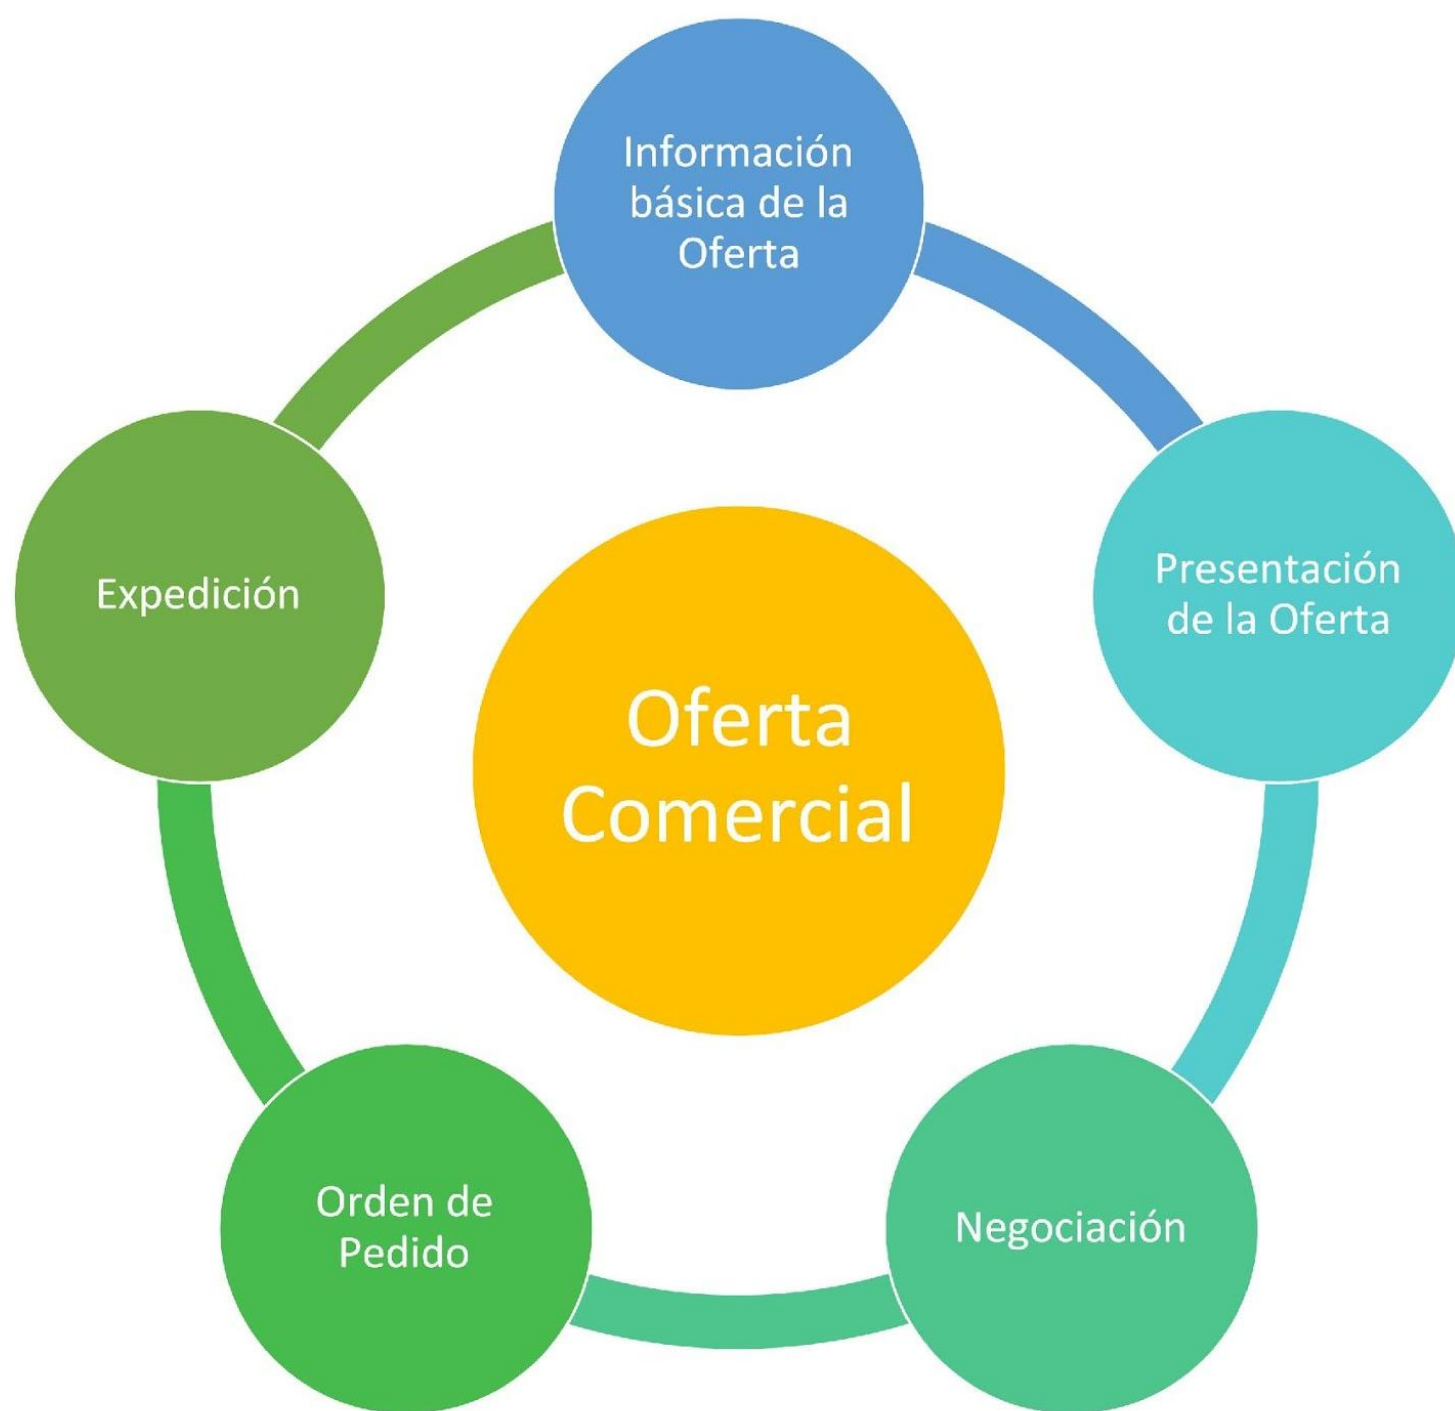 Información
básica de la
Oferta
Presentación
de la Oferta
Negociación
Orden de
Pedido
Expedición
Oferta
Comercial